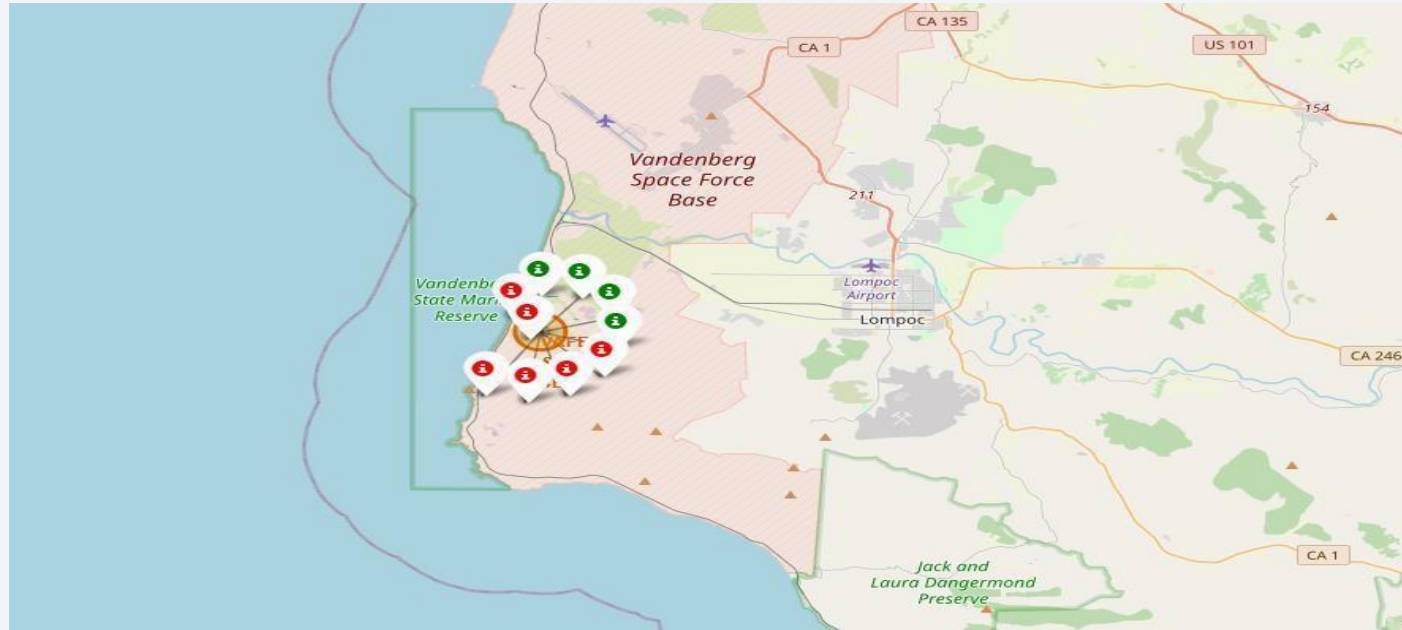 CA 135
US 101
CA 1
154
Vandenberg
Space Force
Base
211
Lompoc
Airport
Lompoc
State Mari
Reserve
CA 246
CA 1
Jack and
Laura Dangermond
Preserve